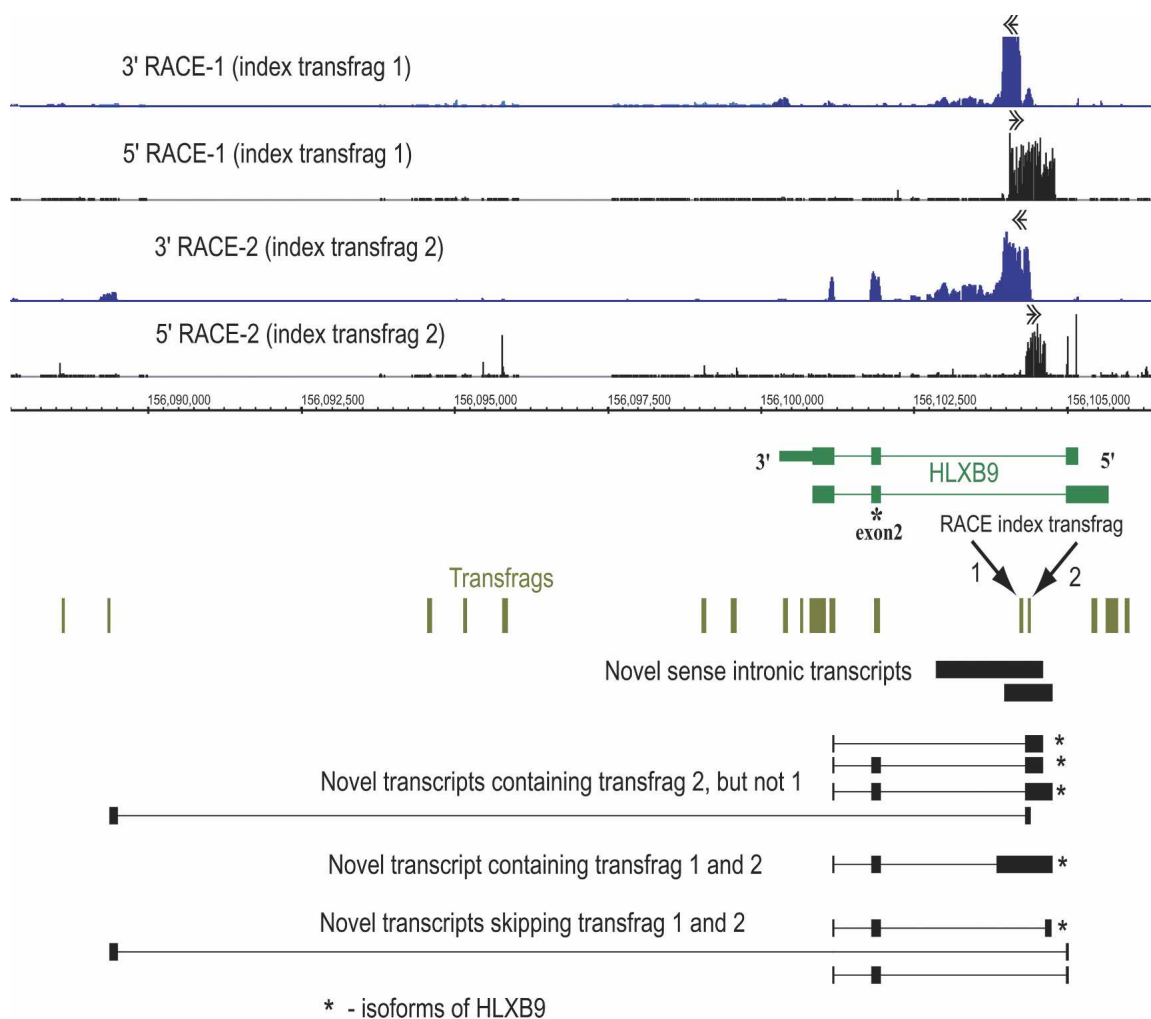 3' RACE-1 (index transfrag 1)
5' RACE-1 (index transfrag 1)
3' RACE-2 (index transfrag 2)
5' RACE-2 (index transfrag 2)
156,090,000 156,092,500 156,095,000 156,097,500 156,100,000 156,102,500 156,105,000
3' 5'
HLXB9
*
exon2
RACE index transfrag
1 2
Transfrags
Novel sense intronic transcripts
*
*
Novel transcripts containing transfrag 2, but not 1
*
Novel transcript containing transfrag 1 and 2 *
Novel transcripts skipping transfrag 1 and 2 *
* - isoforms of HLXB9